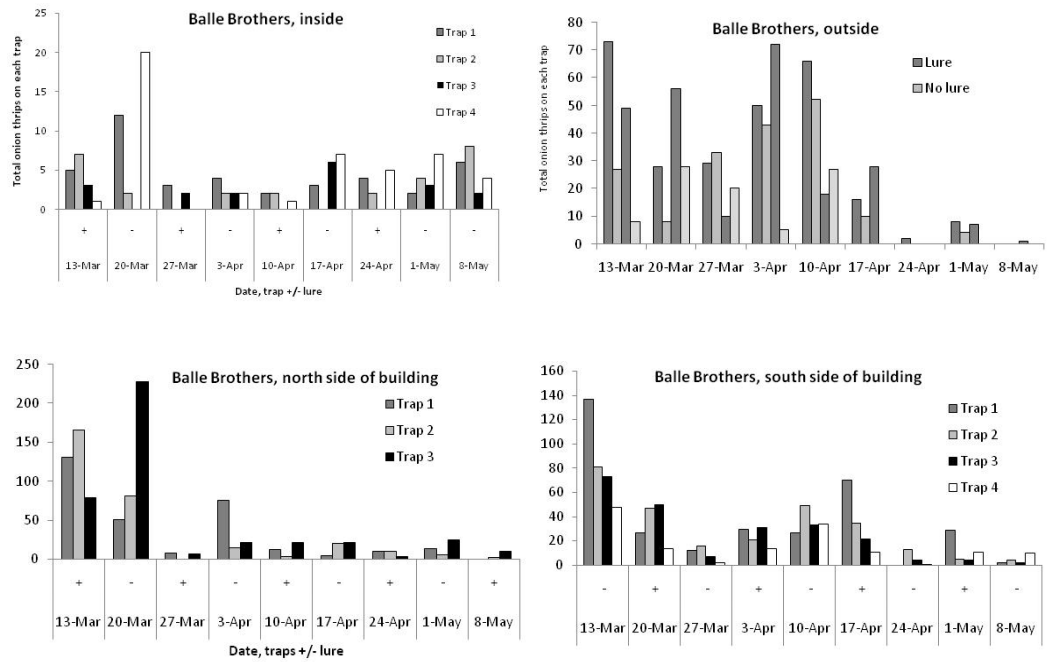 Balle Brothers, inside
Total onion thrips on each trap
25
20
15
10
5
0
Trap 1
Trap 2
Trap 3
Trap 4
+ - + - + - + - -
13-Mar 20-Mar 27-Mar 3-Apr 10-Apr 17-Apr 24-Apr 1-May 8-May
Date, trap +/- lure
Balle Brothers, outside
Total onion thrips on each trap
80
70
60
50
40
30
20
10
0
Lure
No lure
13-Mar 20-Mar 27-Mar 3-Apr 10-Apr 17-Apr 24-Apr 1-May 8-May
Balle Brothers, north side of building
250
200
150
100
50
0
Trap 1
Trap 2
Trap 3
+ - + - + - + - +
13-Mar 20-Mar 27-Mar 3-Apr 10-Apr 17-Apr 24-Apr 1-May 8-May
Date, traps +/- lure
Balle Brothers, south side of building
160
140
120
100
80
60
40
20
0
Trap 1
Trap 2
Trap 3
Trap 4
- + - + - + - + -
13-Mar 20-Mar 27-Mar 3-Apr 10-Apr 17-Apr 24-Apr 1-May 8-May